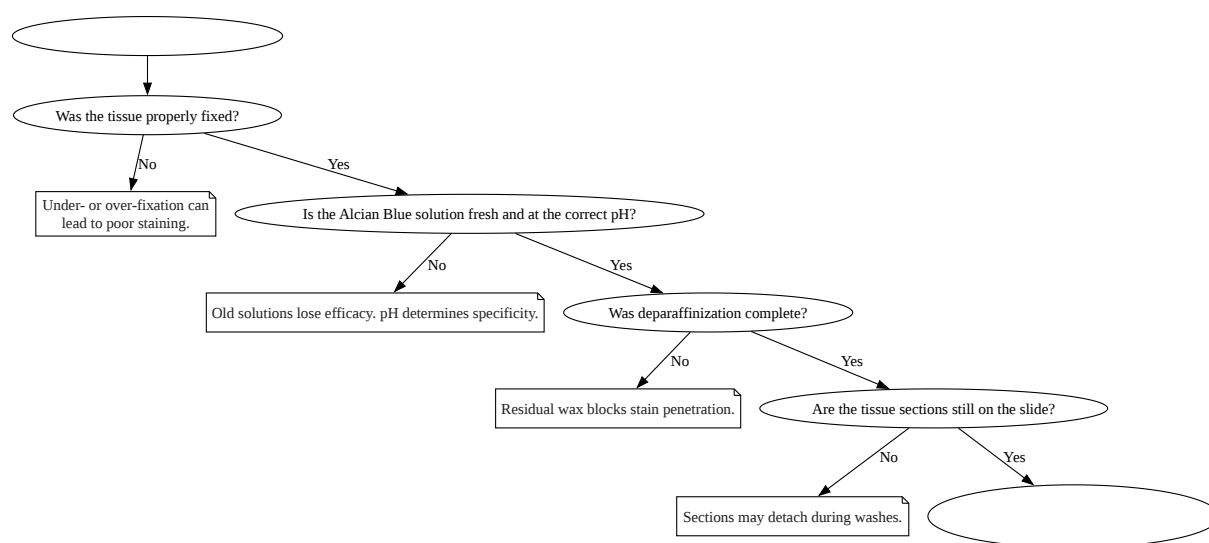 Was the tissue properly fixed?
No
Yes
Under- or over-fixation can
lead to poor staining.
Is the Alcian Blue solution fresh and at the correct pH?
No
Yes
Old solutions lose efficacy. pH determines specificity.
Was deparaffinization complete?
No
Yes
Residual wax blocks stain penetration.
Are the tissue sections still on the slide?
No
Yes
Sections may detach during washes.